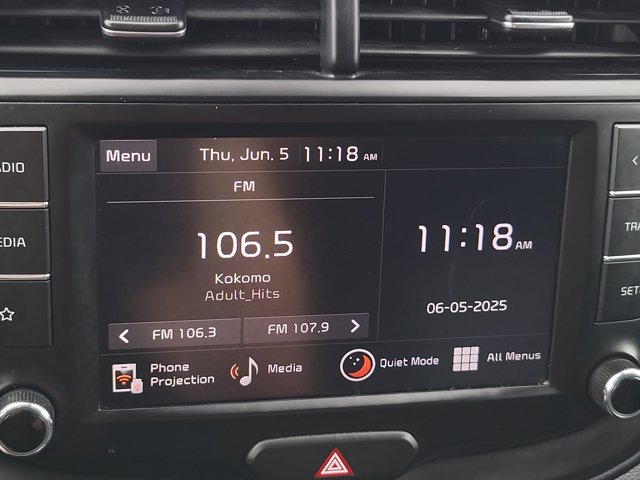 Menu
Thu, Jun. 5
11:18 AM
FM
106.5
Kokomo
Adult_Hits
FM 106.3
FM 107.9
11:18 AM
06-05-2025
Phone
Projection
Media
Quiet Mode
All Menus
ADIO
EDIA
TRA
SET